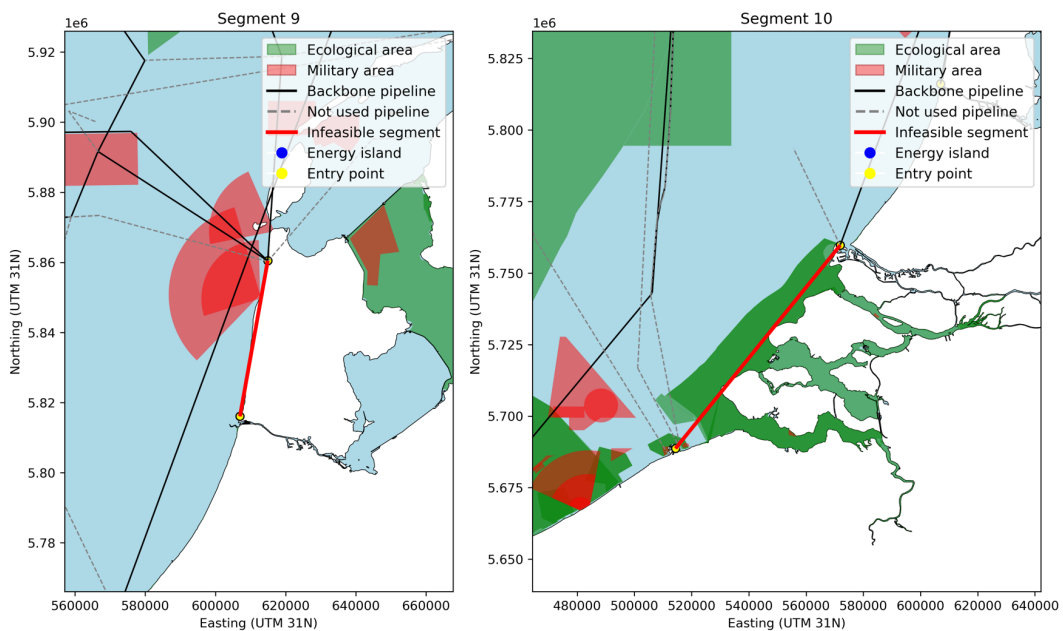 Segment 9
1e6
5.92
5.90
5.88
5.86
5.84
5.82
5.80
5.78
Northing (UTM 31N)
Ecological area
Military area
Backbone pipeline
Not used pipeline
Infeasible segment
Energy island
Entry point
560000 580000 600000 620000 640000 660000
Easting (UTM 31N)
Segment 10
1e6
5.825
5.800
5.775
5.750
5.725
5.700
5.675
5.650
Northing (UTM 31N)
Ecological area
Military area
Backbone pipeline
Not used pipeline
Infeasible segment
Energy island
Entry point
480000 500000 520000 540000 560000 580000 600000 620000 640000
Easting (UTM 31N)